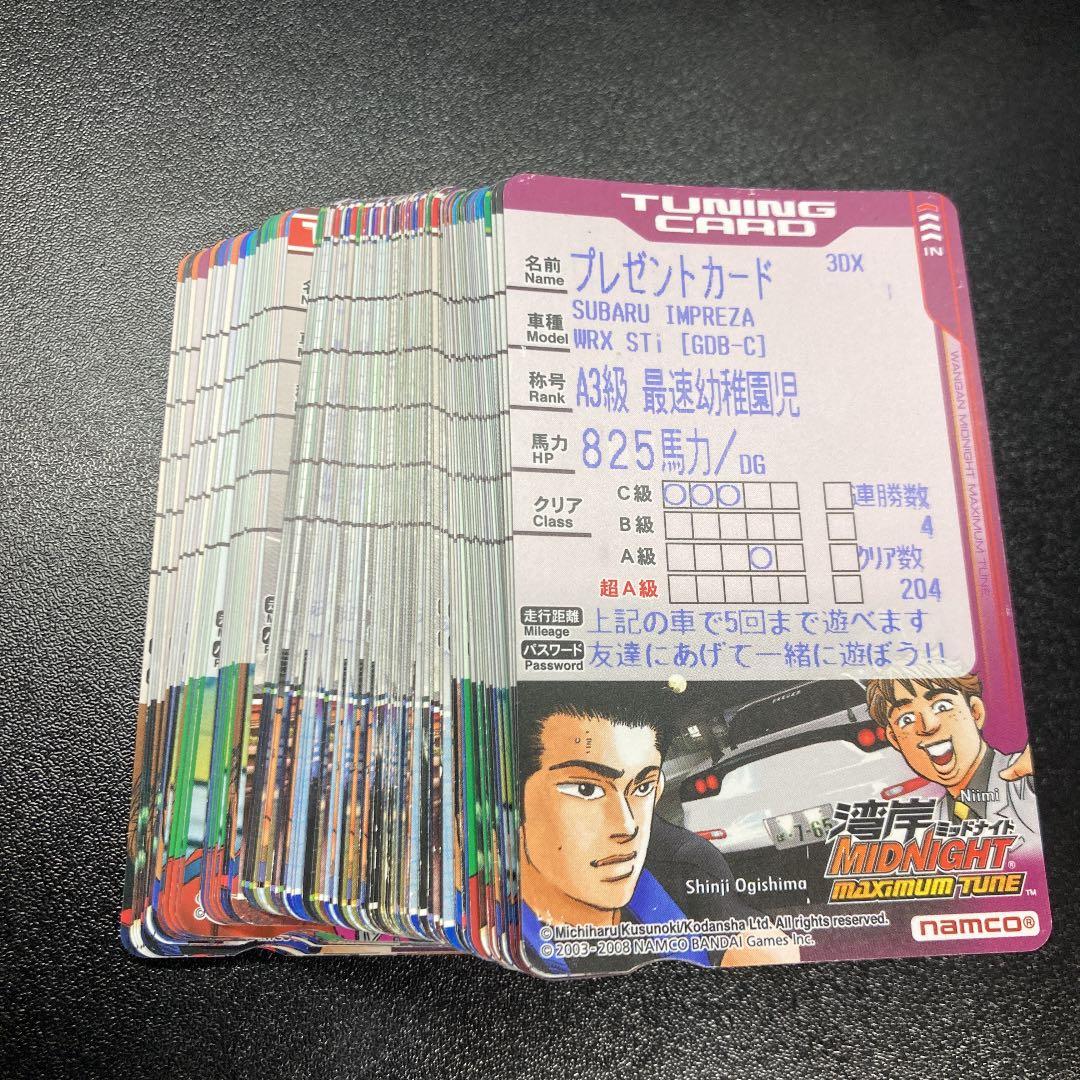 TUNING
CARD
IN
名前
Name
プレゼントカード
3DX
車種
Model
SUBARU IMPREZA
WRX STi [GDB-C]
称号
Rank
A3級 最速幼稚園児
馬力
HP
825馬力/DG
クリア
Class
C級 ○○○
連勝数
B級
4
A級 ○
クリア数
超A級
204
走行距離
Mileage
上記の車で5回まで遊べます
パスワード
Password
友達にあげて一緒に遊ぼう!!
WANGAN MIDNIGHT MAXIMUM TUNE
Niimi
湾岸
ミッドナイト
MIDNIGHT®
MAXIMUM TUNE™
Shinji Ogishima
©Michiharu Kusunoki/Kodansha Ltd. All rights reserved.
©2003-2008 NAMCO BANDAI Games Inc.
namco®